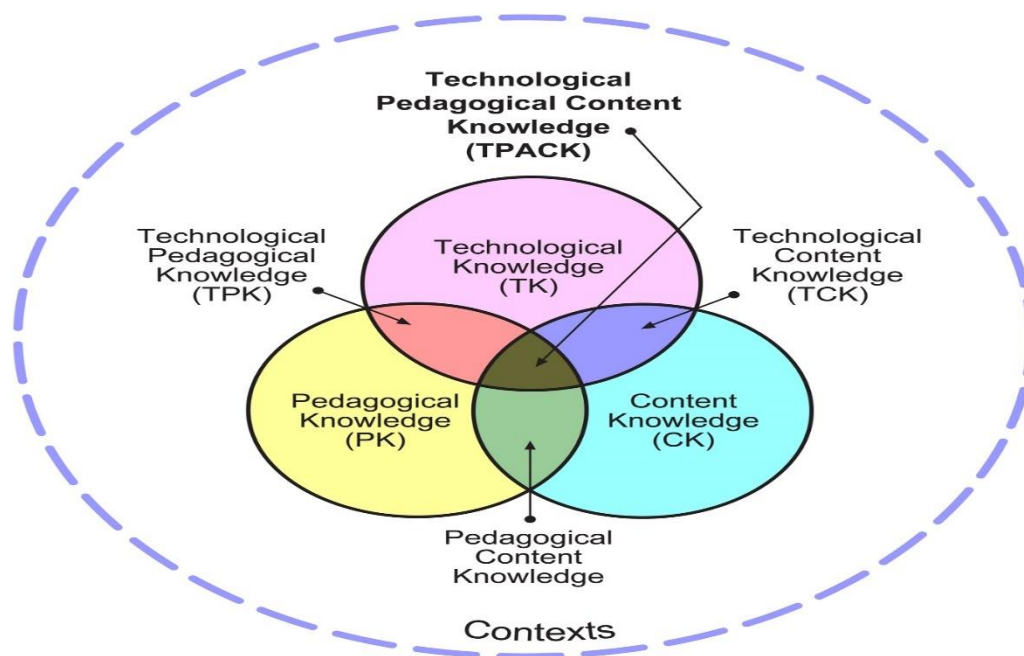 Technological
Pedagogical Content
Knowledge
(TPACK)
Technological
Pedagogical
Knowledge
(TPK)
Technological
Knowledge
(TK)
Technological
Content
Knowledge
(TCK)
Pedagogical
Knowledge
(PK)
Content
Knowledge
(CK)
Pedagogical
Content
Knowledge
Contexts